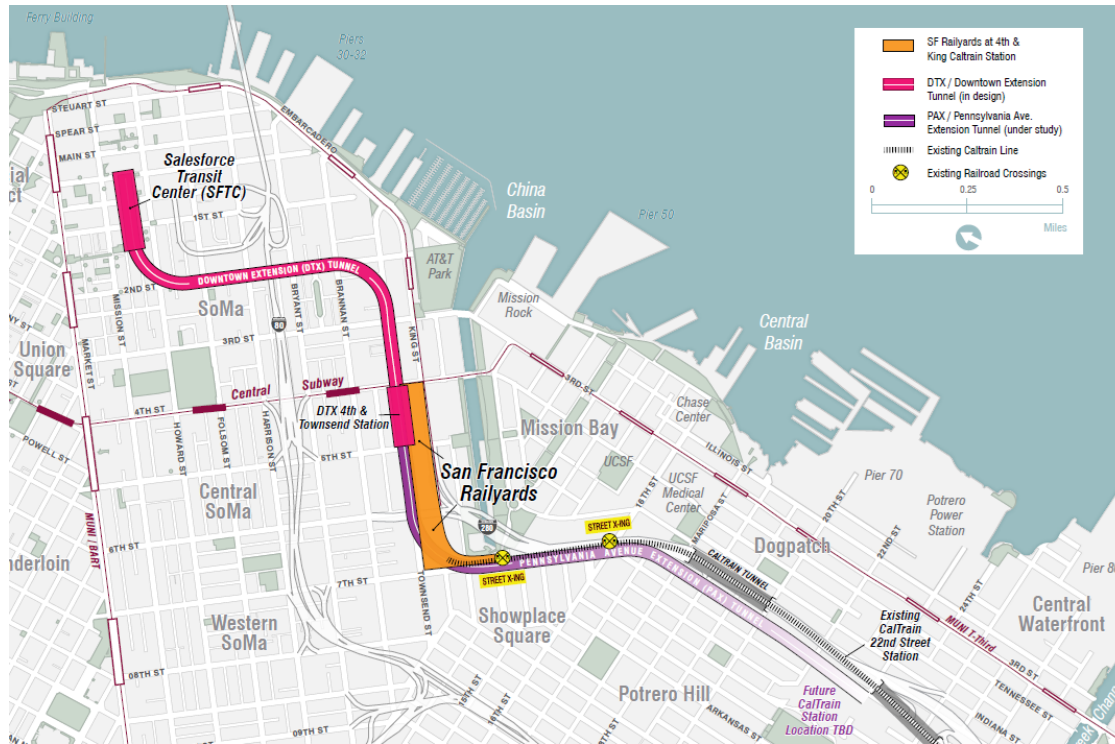 Ferry Building
Piers
30-32
SF Railyards at 4th &
King Caltrain Station
DTX / Downtown Extension
Tunnel (in design)
PAX / Pennsylvania Ave.
Extension Tunnel (under study)
Existing Caltrain Line
Existing Railroad Crossings
0
0.25
0.5
Miles
STEUART ST
SPEAR ST
MAIN ST
EMBARCADERO
Salesforce
Transit
Center (SFTC)
1ST ST
China
Basin
Pier 50
AT&T
Park
DOWNTOWN EXTENSION (DTX) TUNNEL
2ND ST
MISSION ST
SoMa
80
BRYANT ST
BRANNAN ST
KING ST
Mission
Rock
Central
Basin
Union
Square
MARKET ST
3RD ST
Central Subway
3RD ST
4TH ST
DTX 4th &
Townsend Station
Chase
Center
POWELL ST
HOWARD ST
FOLSOM ST
HARRISON ST
5TH ST
Mission Bay
ILLINOIS ST
UCSF
San Francisco
Railyards
16TH ST
UCSF
Medical
Center
MARIPOSA ST
20TH ST
Pier 70
Potrero
Power
Station
Central
SoMa
MUNI / BART
280
STREET X-ING
22ND ST
6TH ST
Dogpatch
nderloin
CALTRAIN TUNNEL
PENNSYLVANIA AVENUE EXTENSION (PAX) TUNNEL
STREET X-ING
7TH ST
TOWNSEND ST
24TH ST
Central
Waterfront
Showplace
Square
Existing
CalTrain
22nd Street
Station
MUNI T-Third
Western
SoMa
08TH ST
3RD ST
Potrero Hill
15TH ST
16TH ST
Future
CalTrain
Station
Location TBD
TENNESSEE ST
INDIANA ST
ARKANSAS ST
09TH ST